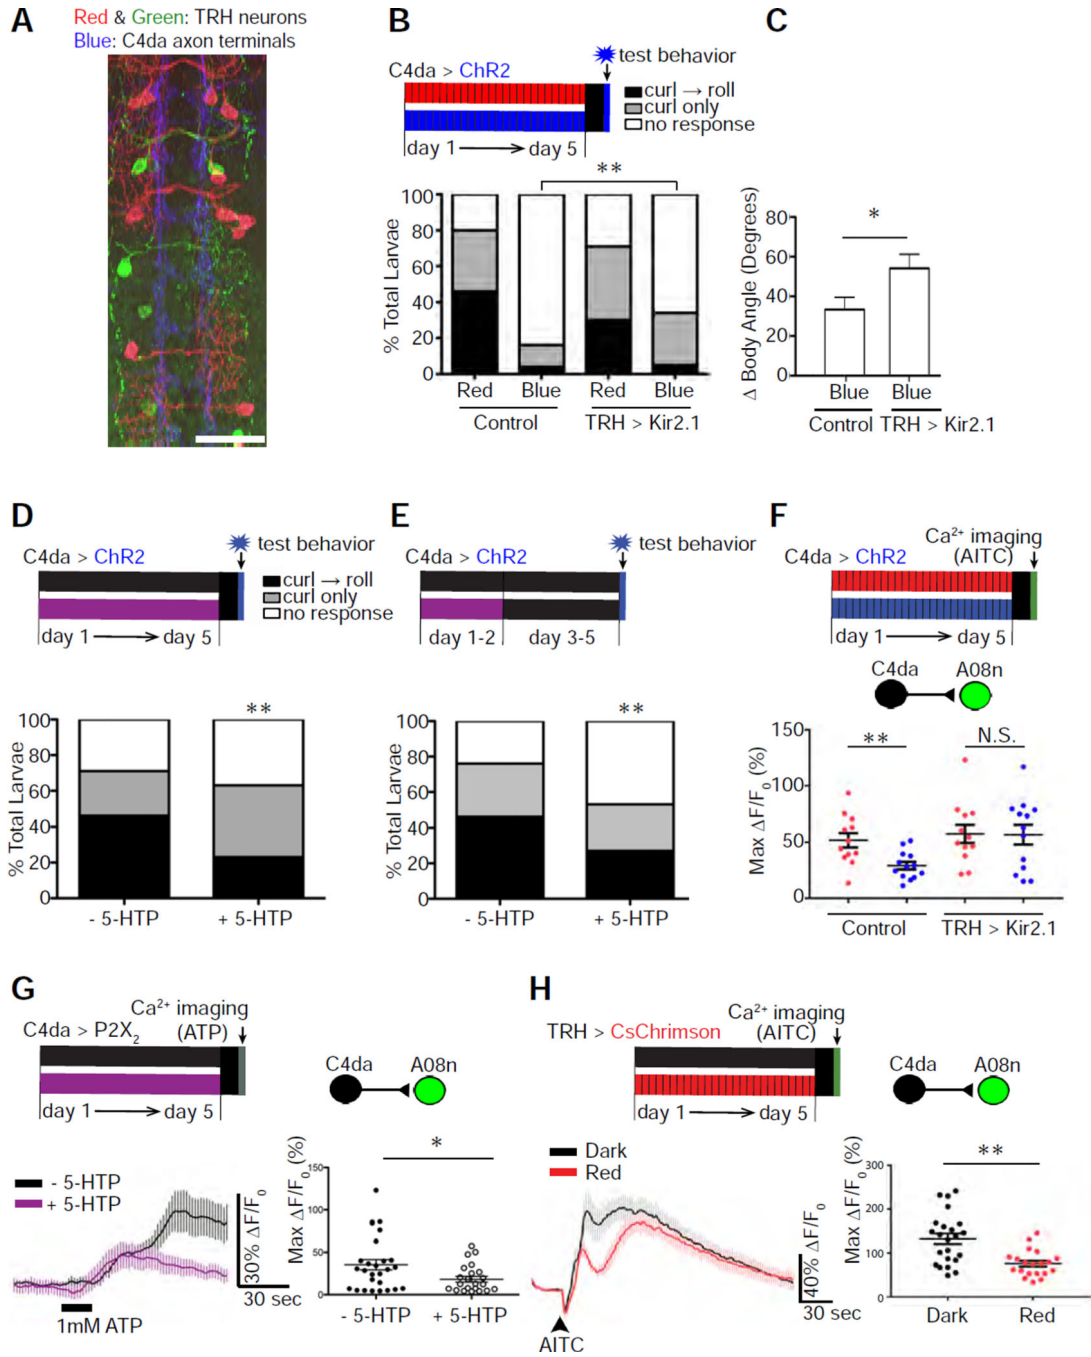 A
Red & Green: TRH neurons
Blue: C4da axon terminals
B
test behavior
C4da > ChR2
curl → roll
curl only
no response
day 1 → day 5
**
% Total Larvae
100
80
60
40
20
0
Red
Blue
Red
Blue
Control
TRH > Kir2.1
C
*
Δ Body Angle (Degrees)
80
60
40
20
0
Blue
Blue
Control
TRH > Kir2.1
D
test behavior
C4da > ChR2
curl → roll
curl only
no response
day 1 → day 5
**
% Total Larvae
100
80
60
40
20
0
- 5-HTP
+ 5-HTP
E
test behavior
C4da > ChR2
day 1-2
day 3-5
**
% Total Larvae
100
80
60
40
20
0
- 5-HTP
+ 5-HTP
F
Ca²⁺ imaging
C4da > ChR2
(AITC)
day 1 → day 5
C4da
A08n
**
N.S.
Max ΔF/F₀ (%)
150
100
50
0
Control
TRH > Kir2.1
G
Ca²⁺ imaging
C4da > P2X₂
(ATP)
day 1 → day 5
C4da
A08n
- 5-HTP
+ 5-HTP
30% ΔF/F₀
30 sec
1mM ATP
*
Max ΔF/F₀ (%)
150
100
50
0
- 5-HTP
+ 5-HTP
H
Ca²⁺ imaging
TRH > CsChrimson
(AITC)
day 1 → day 5
C4da
A08n
Dark
Red
40% ΔF/F₀
30 sec
AITC
**
Max ΔF/F₀ (%)
300
200
100
0
Dark
Red